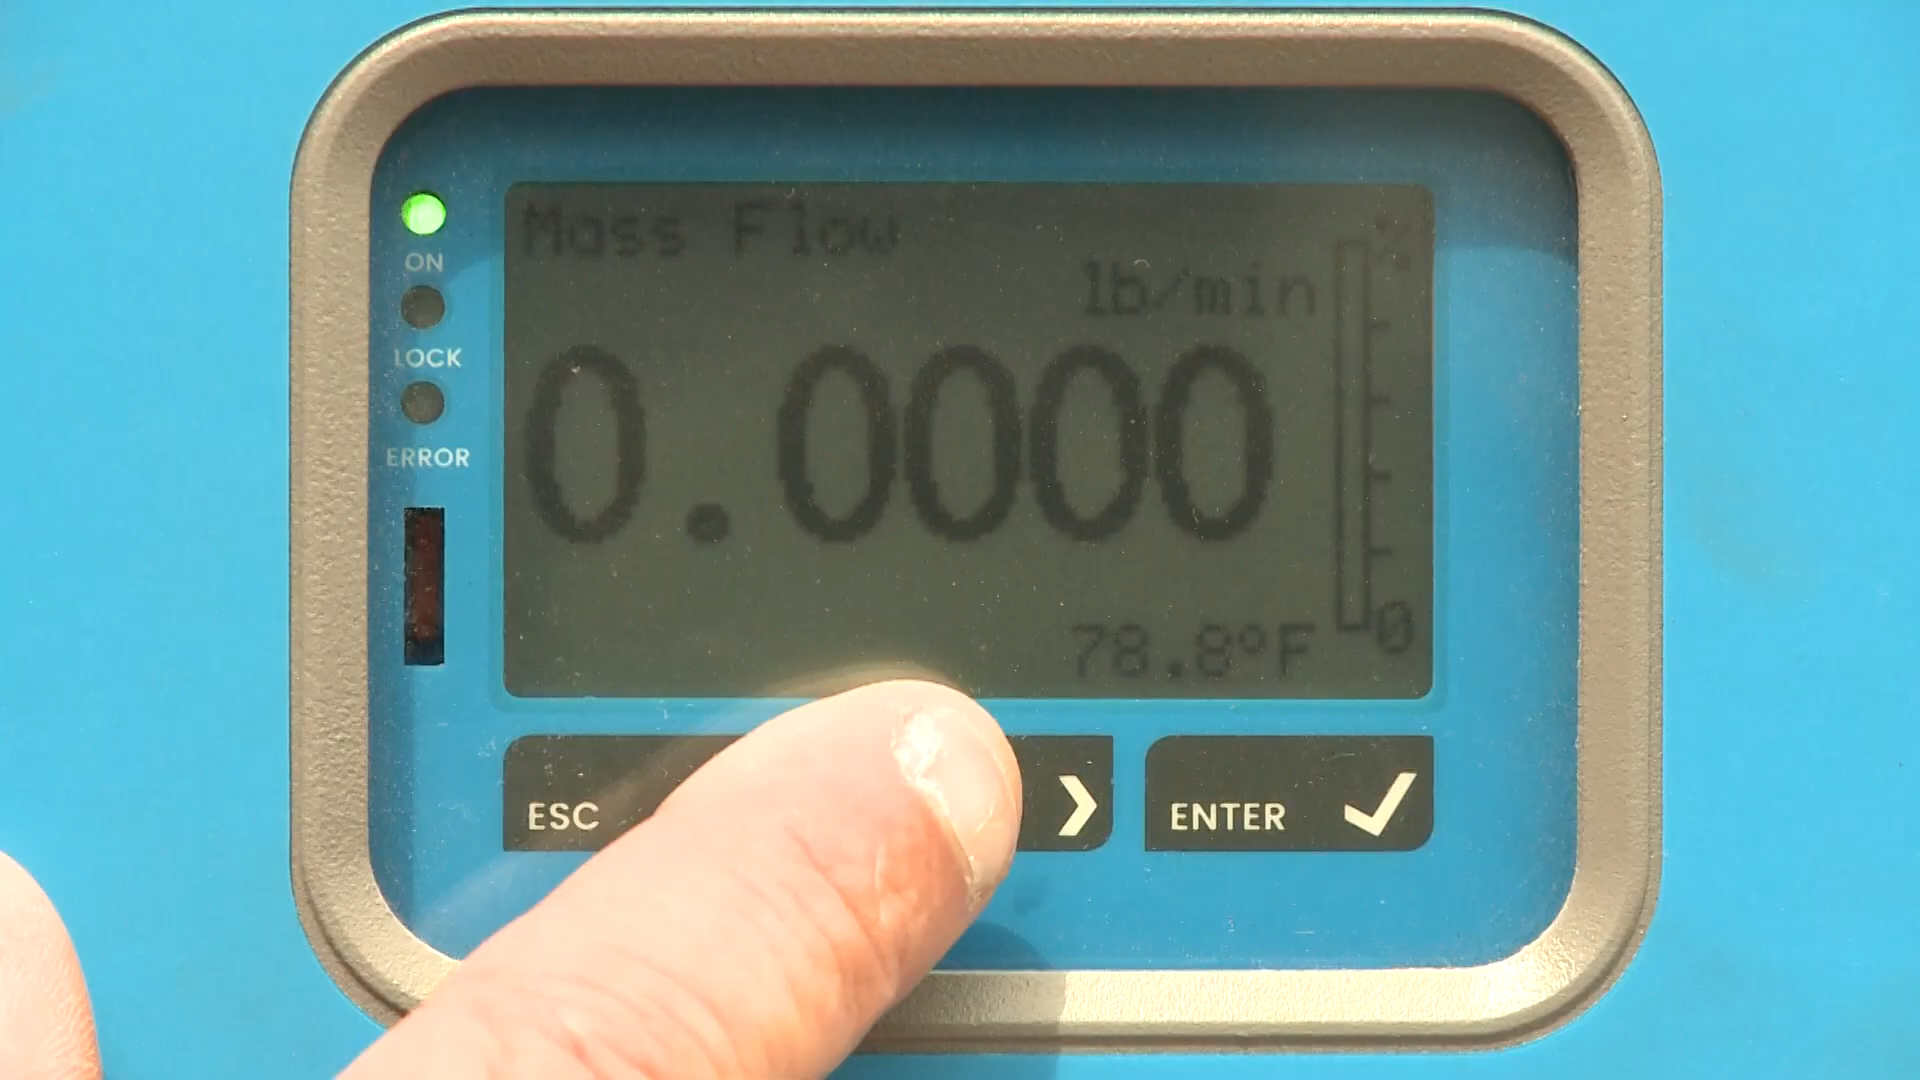 Mass Flow
lb/min
0.0000
78.8°F
0
ON
LOCK
ERROR
ESC
ENTER